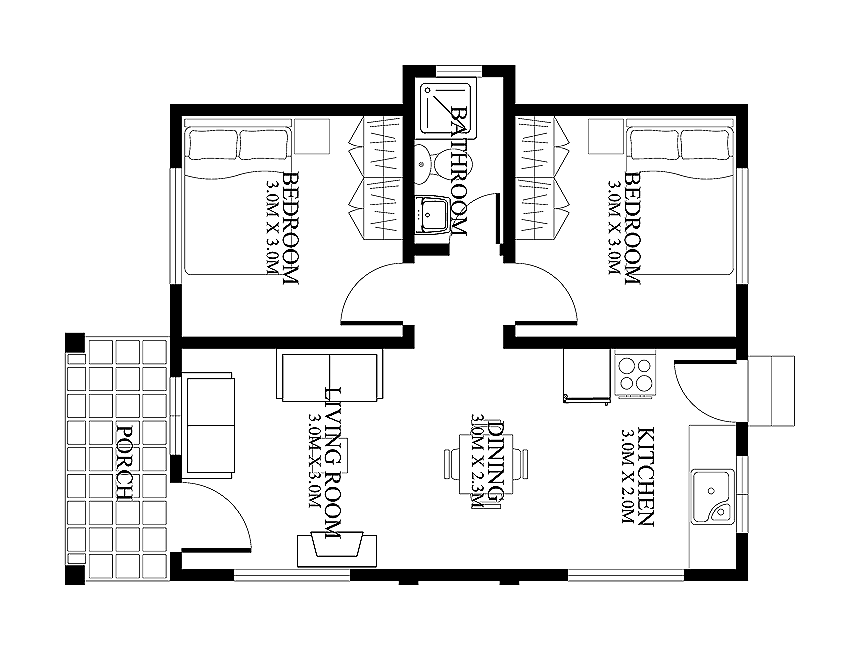 BATHROOM
BEDROOM
3.0M X 3.0M
BEDROOM
3.0M X 3.0M
PORCH
LIVING ROOM
3.0M X 3.0M
DINING
3.0M X 2.3M
KITCHEN
3.0M X 2.0M